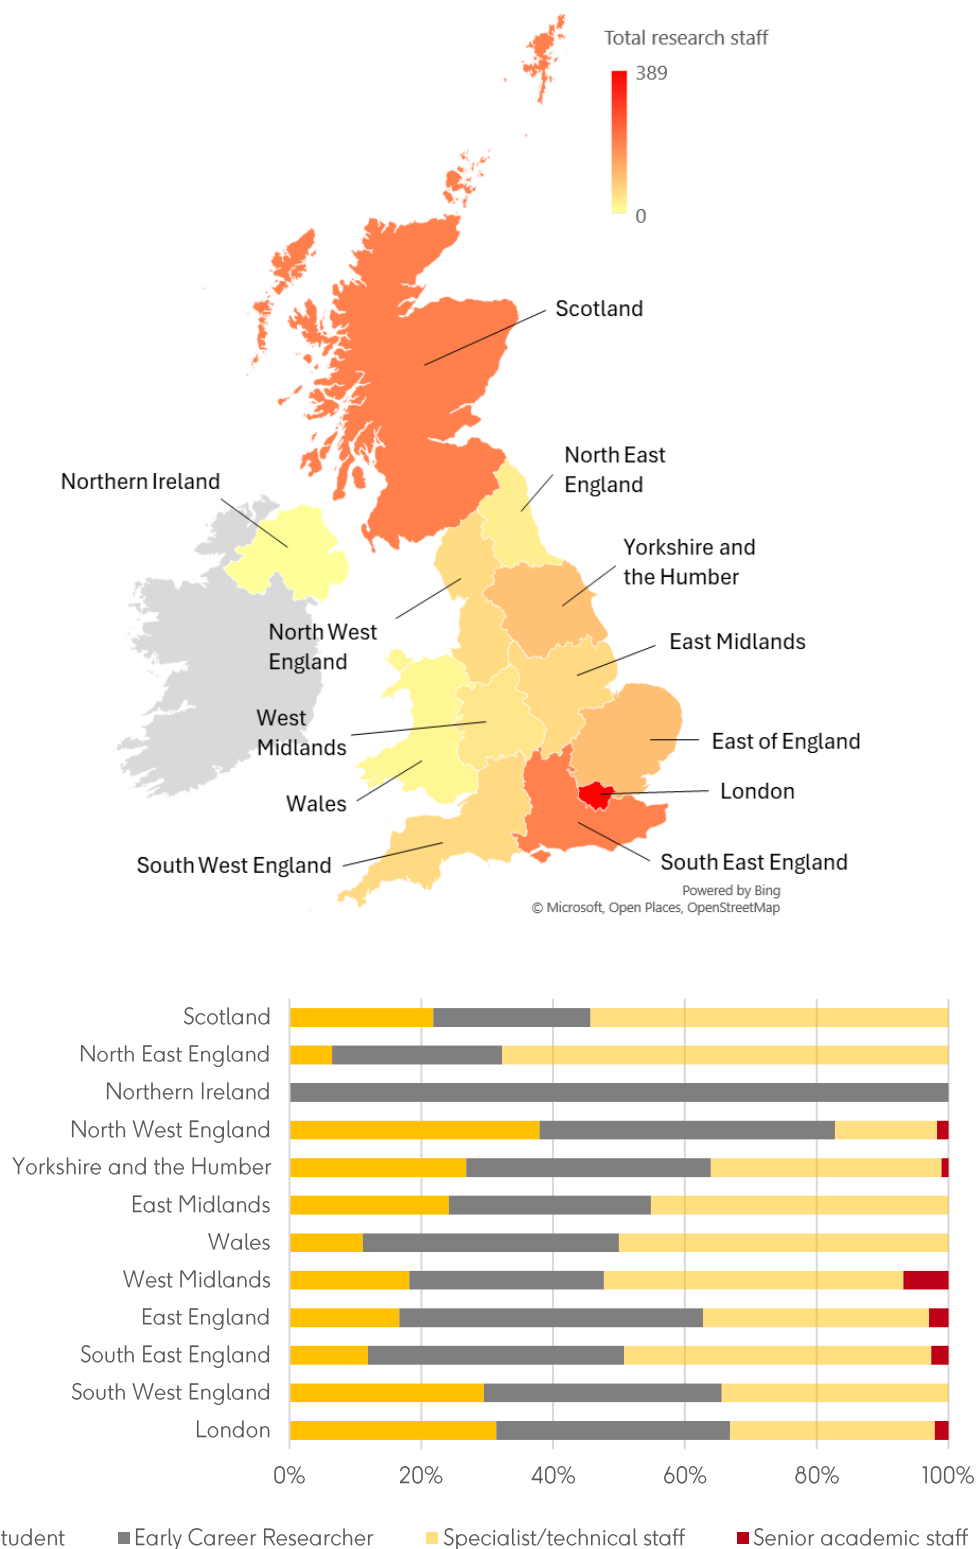 Total research staff
389
0
Scotland
North East
England
Northern Ireland
Yorkshire and
the Humber
North West
England
East Midlands
West
Midlands
East of England
Wales
London
South West England
South East England
Powered by Bing
© Microsoft, Open Places, OpenStreetMap
Scotland
North East England
Northern Ireland
North West England
Yorkshire and the Humber
East Midlands
Wales
West Midlands
East England
South East England
South West England
London
0% 20% 40% 60% 80% 100%
tudent Early Career Researcher Specialist/technical staff Senior academic staff